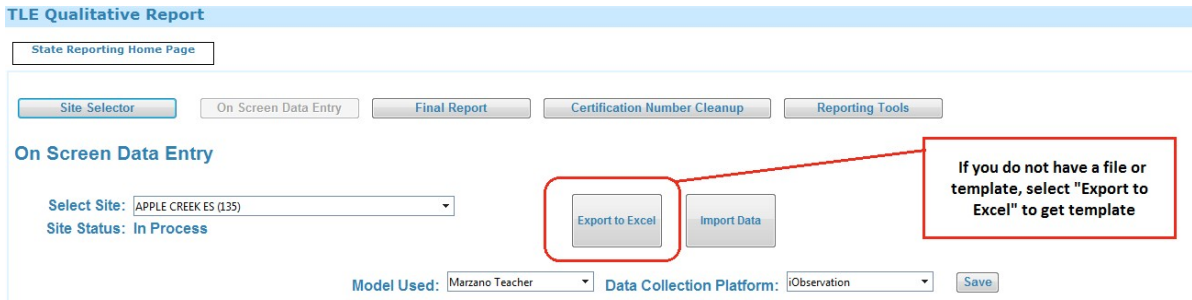 TLE Qualitative Report
State Reporting Home Page
Site Selector On Screen Data Entry Final Report Certification Number Cleanup Reporting Tools
On Screen Data Entry
If you do not have a file or
template, select "Export to
Excel" to get template
Select Site: APPLE CREEK ES (135)
Export to Excel Import Data
Site Status: In Process
Model Used: Marzano Teacher Data Collection Platform: iObservation Save